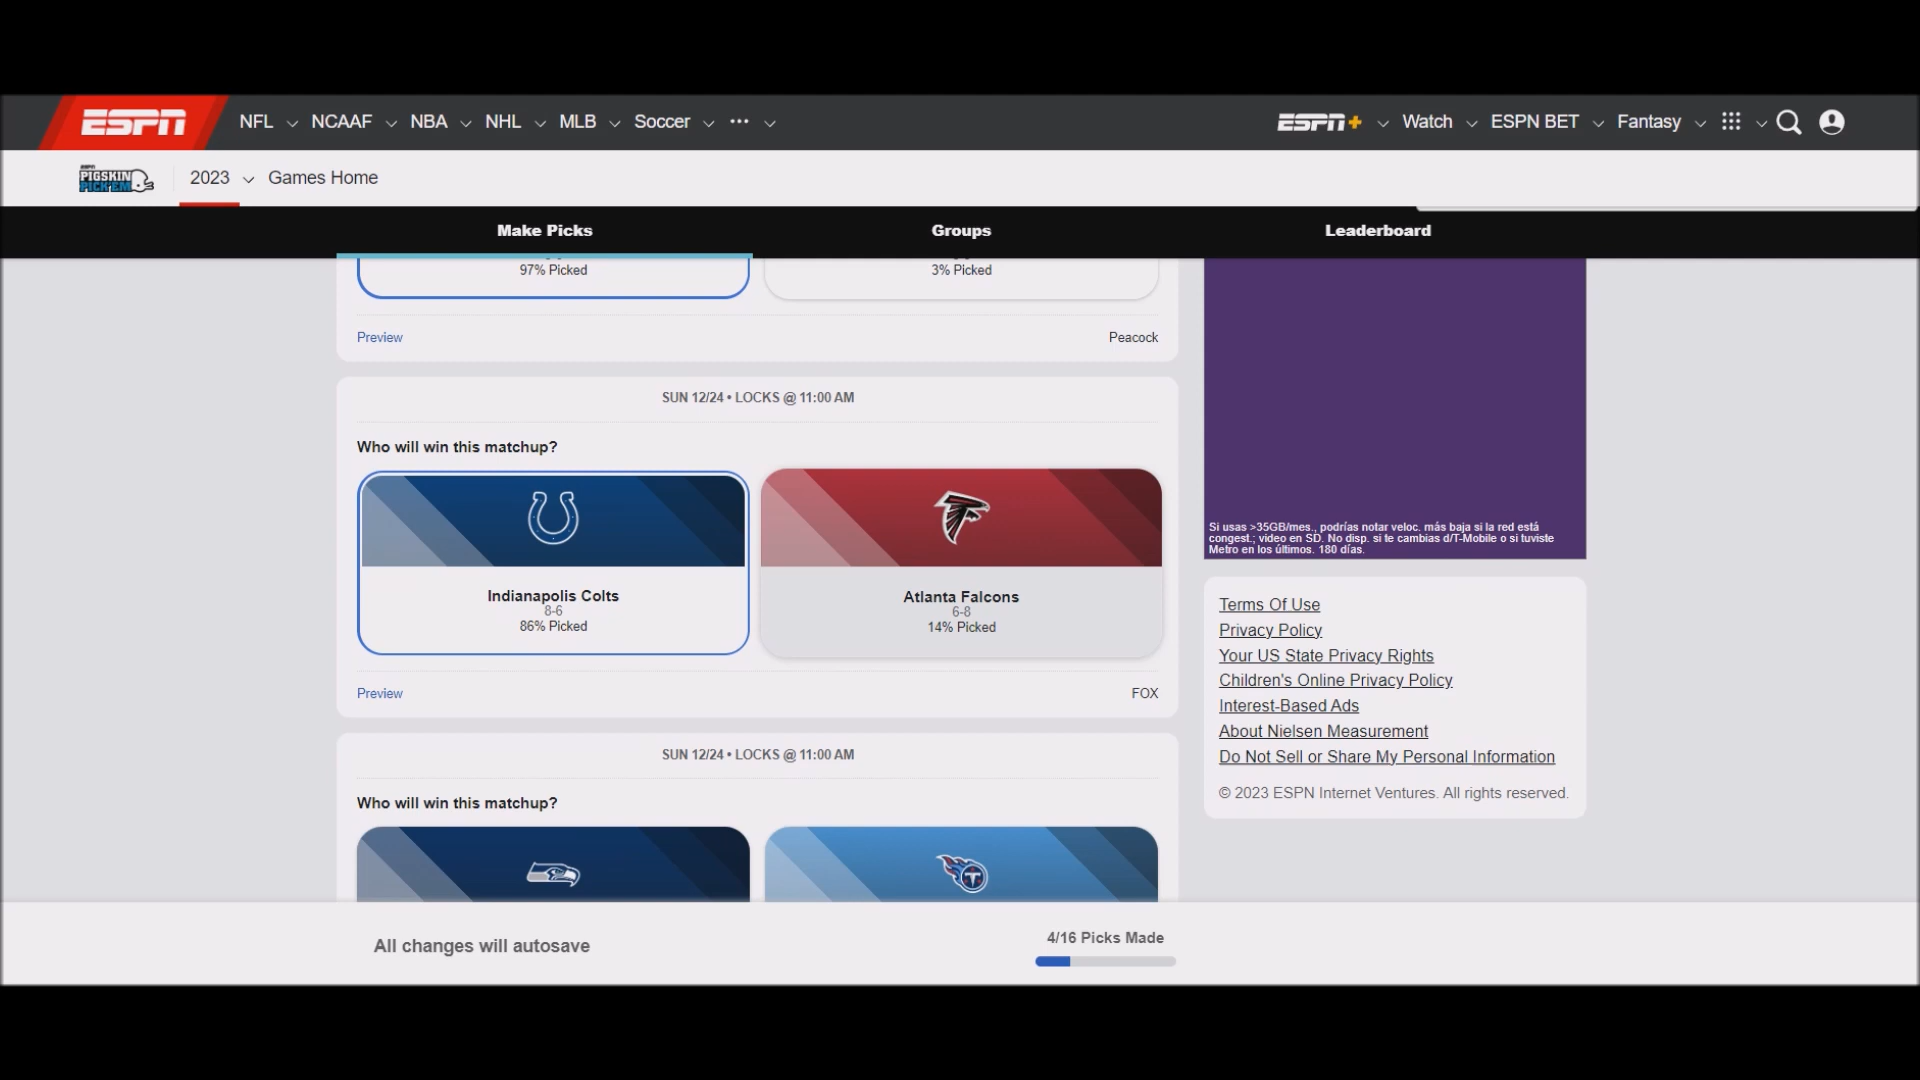 ESPN NFL NCAAF NBA NHL MLB Soccer ••• ESPN+ Watch ESPN BET Fantasy
ESPN
PIGSKIN
PICK'EM
2023 Games Home
Make Picks Groups Leaderboard
97% Picked 3% Picked
Preview Peacock
SUN 12/24 • LOCKS @ 11:00 AM
Who will win this matchup?
Indianapolis Colts
8-6
86% Picked
Atlanta Falcons
6-8
14% Picked
Preview FOX
SUN 12/24 • LOCKS @ 11:00 AM
Who will win this matchup?
T
All changes will autosave
4/16 Picks Made
Si usas >35GB/mes., podrías notar veloc. más baja si la red está
congest.; video en SD. No disp. si te cambias d/T-Mobile o si tuviste
Metro en los últimos. 180 días.
Terms Of Use
Privacy Policy
Your US State Privacy Rights
Children's Online Privacy Policy
Interest-Based Ads
About Nielsen Measurement
Do Not Sell or Share My Personal Information
© 2023 ESPN Internet Ventures. All rights reserved.